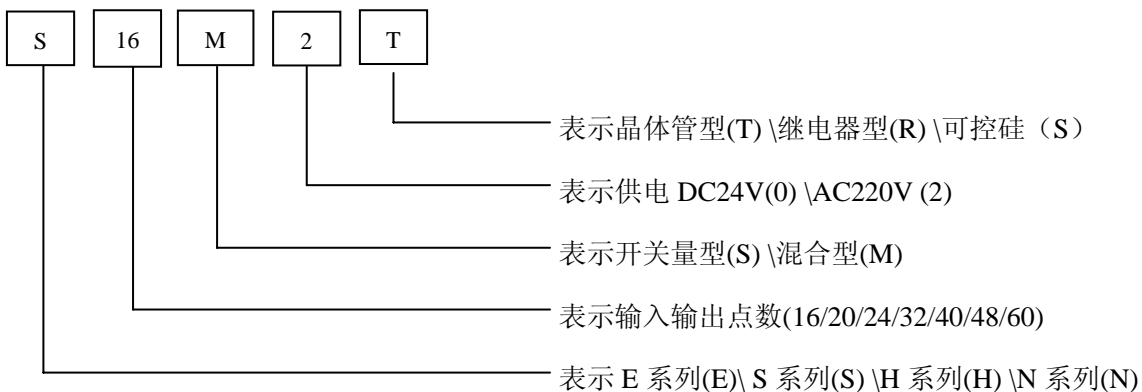 S 16 M 2 T
表示晶体管型(T) \继电器型(R) \可控硅（S）
表示供电 DC24V(0) \AC220V (2)
表示开关量型(S) \混合型(M)
表示输入输出点数(16/20/24/32/40/48/60)
表示 E 系列(E)\ S 系列(S) \H 系列(H) \N 系列(N)